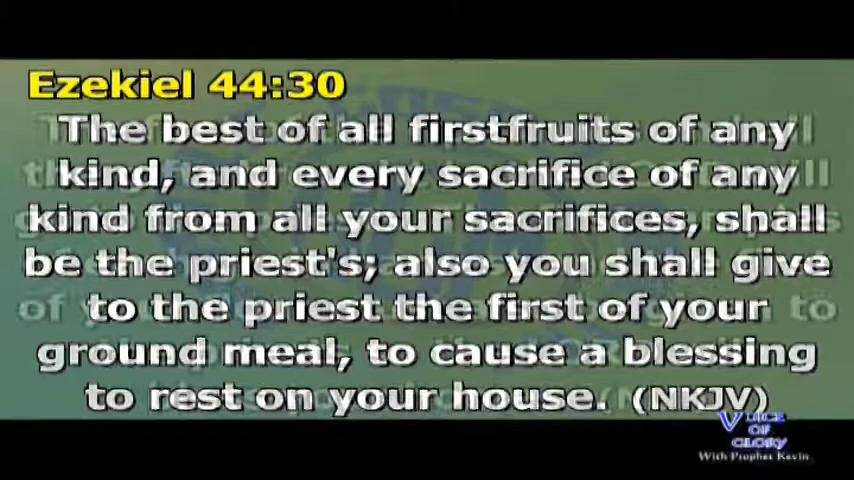 Ezekiel 44:30
The best of all firstfruits of any
kind, and every sacrifice of any
kind from all your sacrifices, shall
be the priest's; also you shall give
to the priest the first of your
ground meal, to cause a blessing
to rest on your house. (NKJV)
VOICE
OF
GLORY
With Prophet Kevin